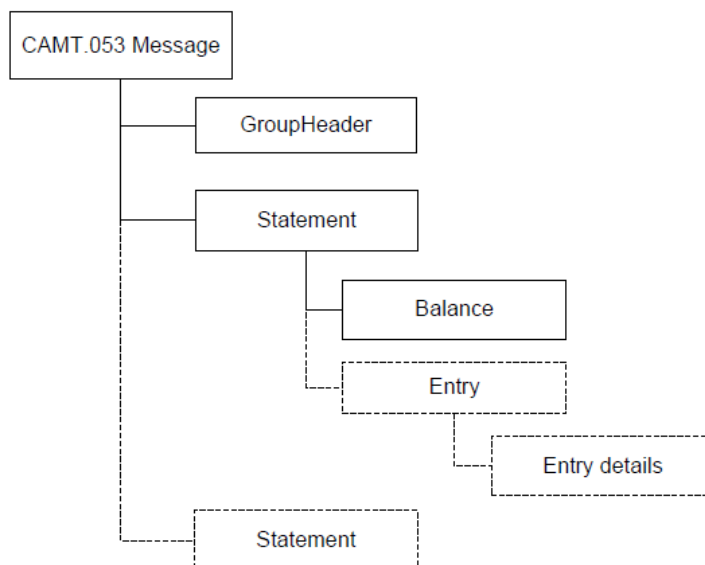 CAMT.053 Message
GroupHeader
Statement
Balance
Entry
Entry details
Statement